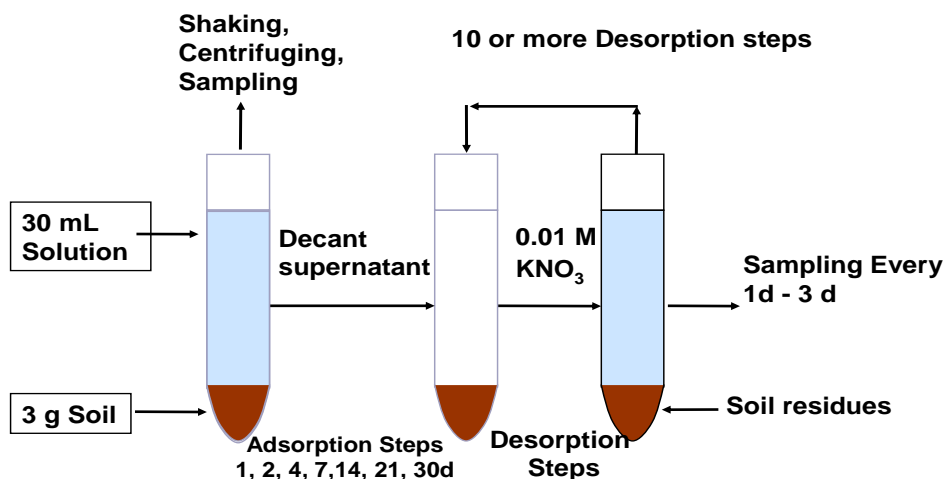 Shaking,
Centrifuging,
Sampling
10 or more Desorption steps
30 mL
Solution
Decant
supernatant
0.01 M
KNO₃
Sampling Every
1d - 3 d
3 g Soil
Soil residues
Adsorption Steps
1, 2, 4, 7,14, 21, 30d
Desorption
Steps